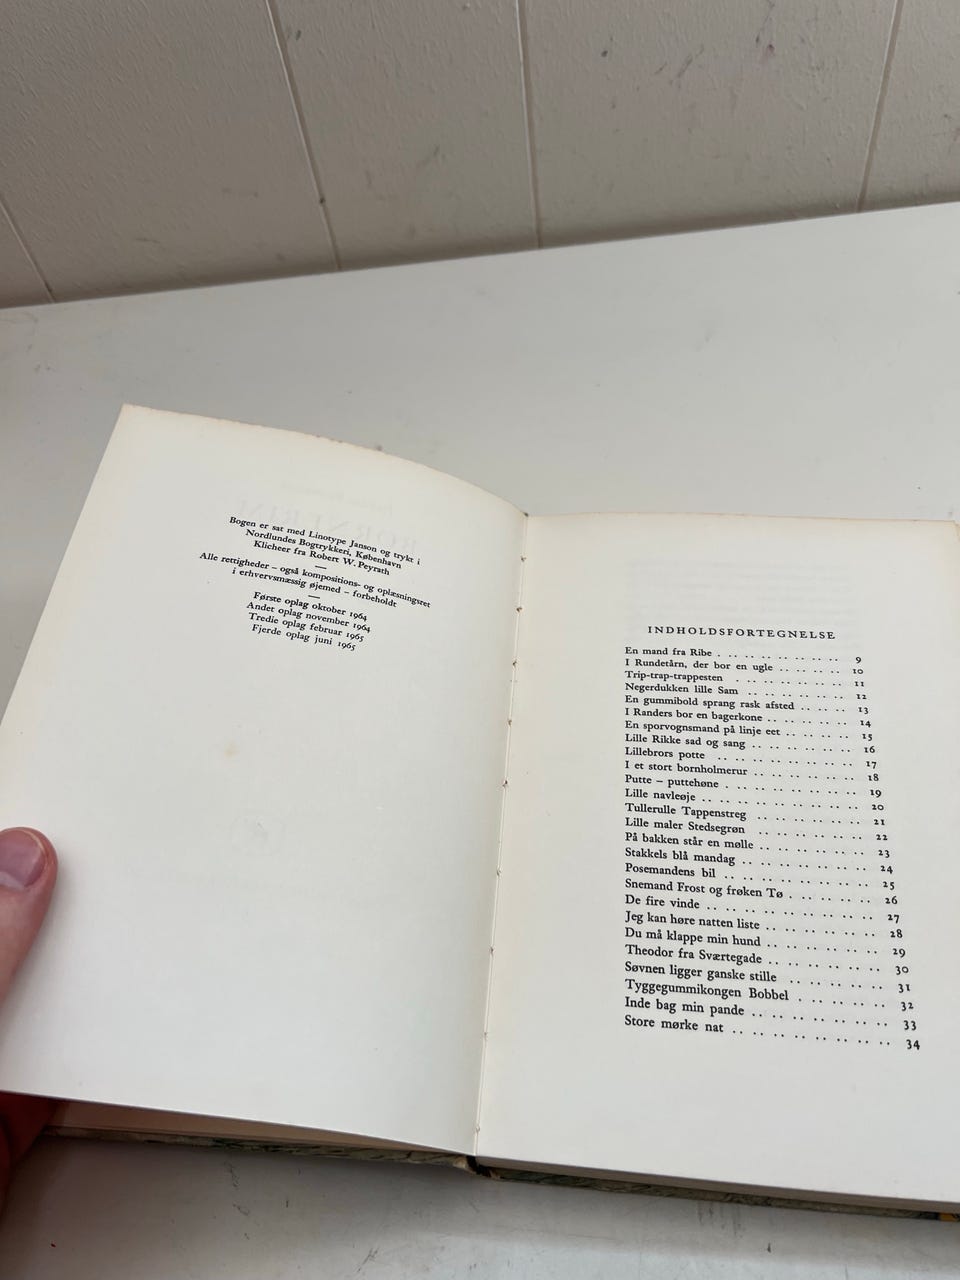 Bogen er sat med Linotype Janson og trykt i
Nordlundes Bogtrykkeri, København
Klicheer fra Robert W. Peyrath
Alle rettigheder – også kompositions- og oplæsningsret
i erhvervsmæssig øjemed – forbeholdt
Første oplag oktober 1964
Andet oplag november 1964
Tredie oplag februar 1965
Fjerde oplag juni 1965
INDHOLDSFORTEGNELSE
En mand fra Ribe . .. .. .. .. .. .. .. 9
I Rundetårn, der bor en ugle .. .. .. .. 10
Trip-trap-trappesten . .. .. .. .. .. .. 11
Negerdukken lille Sam .. .. .. .. .. .. 12
En gummibold sprang rask afsted .. .. .. 13
I Randers bor en bagerkone .. .. .. .. 14
En sporvognsmand på linje eet .. .. .. .. 15
Lille Rikke sad og sang .. .. .. .. .. .. 16
Lillebrors potte .. .. .. .. .. .. .. .. 17
I et stort bornholmerur .. .. .. .. .. .. 18
Putte – puttehøne . .. .. .. .. .. .. .. 19
Lille navleøje .. .. .. .. .. .. .. .. .. 20
Tullerulle Tappenstreg .. .. .. .. .. .. 21
Lille maler Stedsegrøn .. .. .. .. .. .. 22
På bakken står en mølle .. .. .. .. .. .. 23
Stakkels blå mandag .. .. .. .. .. .. .. 24
Posemandens bil .. .. .. .. .. .. .. .. 25
Snemand Frost og frøken Tø . .. .. .. .. 26
De fire vinde .. .. .. .. .. .. .. .. .. 27
Jeg kan høre natten liste .. .. .. .. .. .. 28
Du må klappe min hund .. .. .. .. .. .. 29
Theodor fra Sværtegade .. .. .. .. .. .. 30
Søvnen ligger ganske stille .. .. .. .. .. 31
Tyggegummikongen Bobbel . .. .. .. .. 32
Inde bag min pande .. .. .. .. .. .. .. 33
Store mørke nat .. .. .. .. .. .. .. .. 34